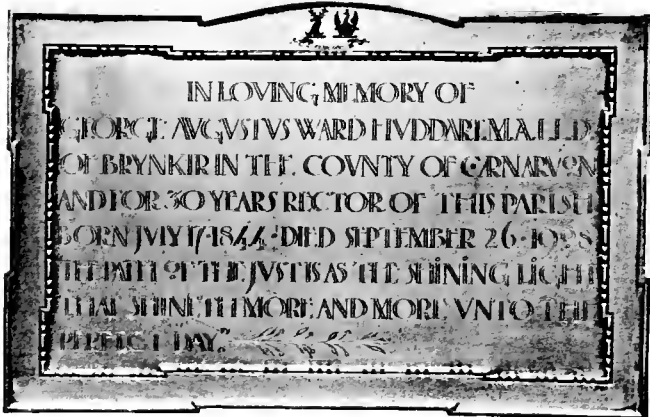 IN LOVING MEMORY OF
GEORGE AVGVSTVS WARD HVDDART. M.A. LL.D.
OF BRYNKIR IN THE COVNTY OF CARNARVON
AND FOR 30 YEARS RECTOR OF THIS PARISH
BORN JVLY 17·1844·DIED SEPTEMBER 26·1908
THE PATH OF THE JVST IS AS THE SHINING LIGHT
THAT SHINETH MORE AND MORE VNTO THE
PERFECT DAY."